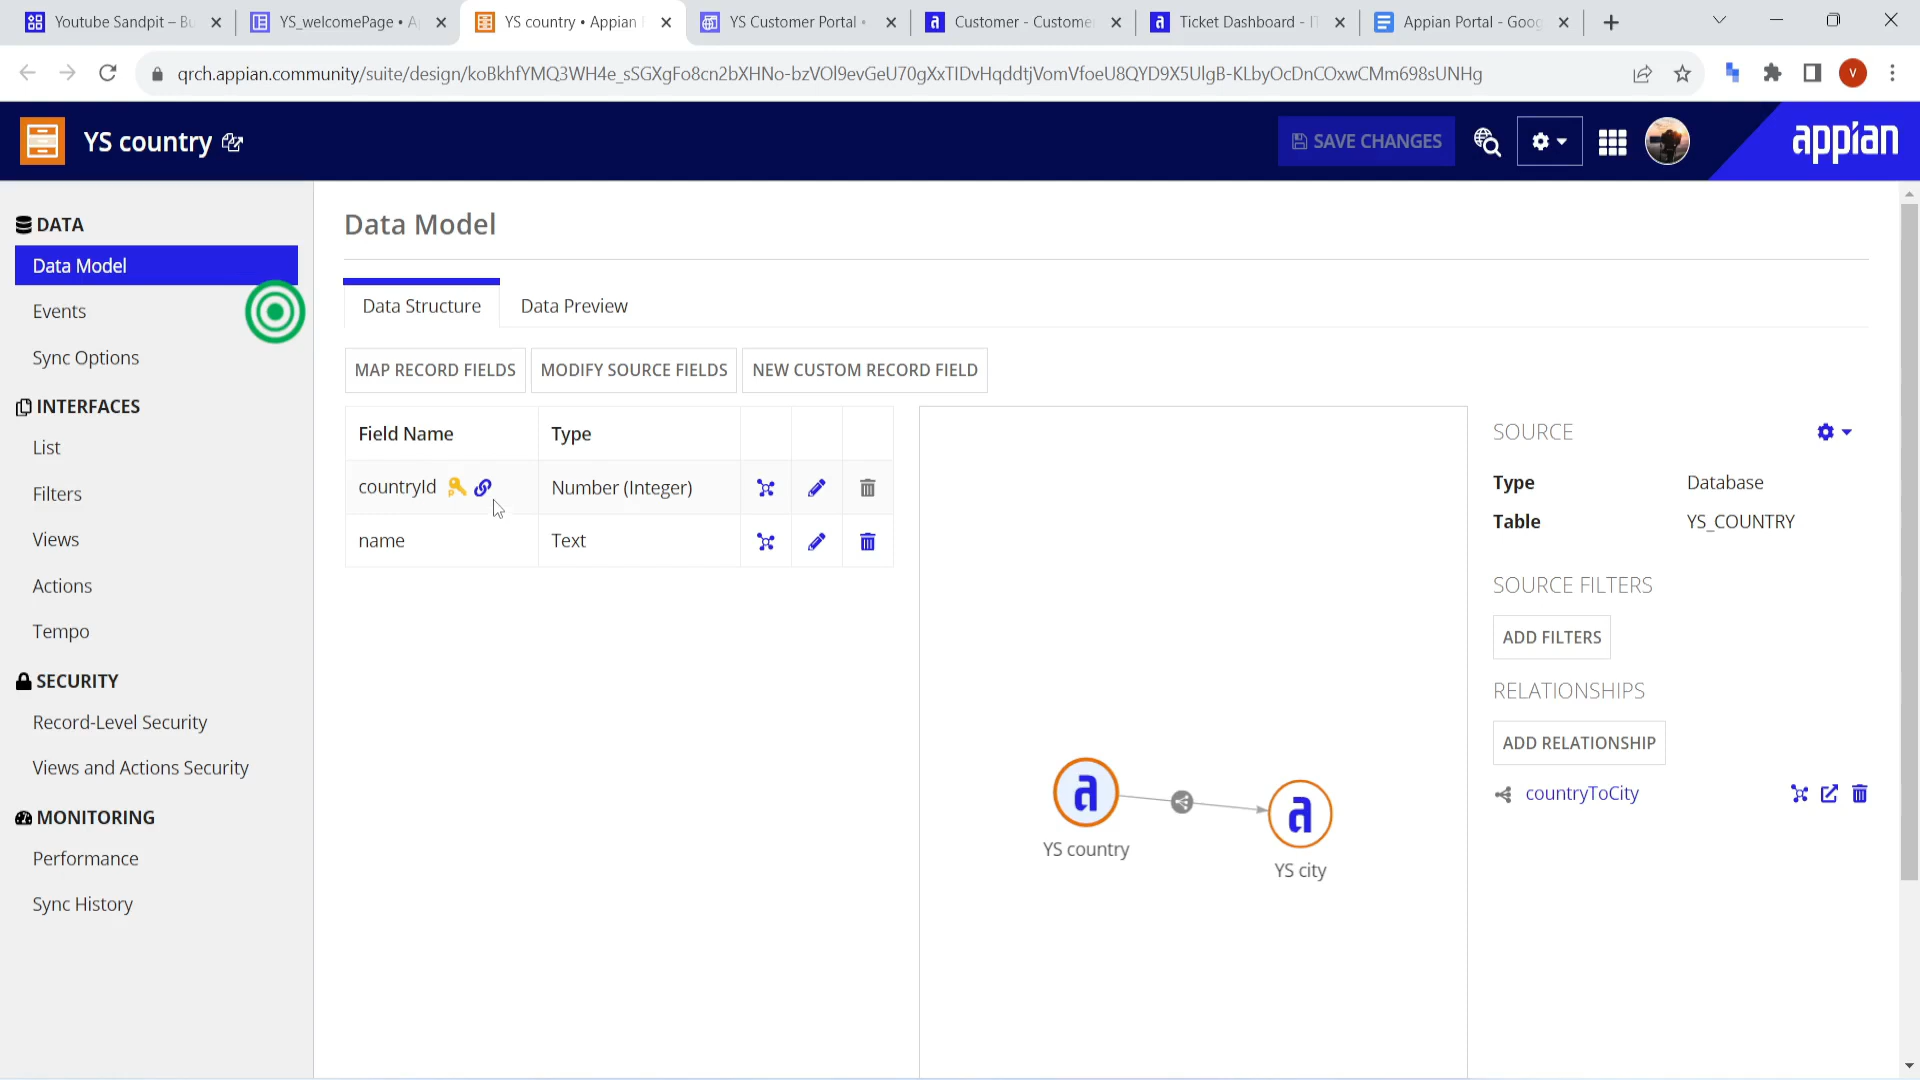 Youtube Sandpit – Bu
YS_welcomePage • A
YS country • Appian
YS Customer Portal •
Customer - Custome
Ticket Dashboard - IT
Appian Portal - Goog
qrch.appian.community/suite/design/koBkhfYMQ3WH4e_sSGXgFo8cn2bXHNo-bzVOl9evGeU70gXxTIDvHqddtjVomVfoeU8QYD9X5UlgB-KLbyOcDnCOxwCMm698sUNHg
V
YS country
SAVE CHANGES
appian
DATA
Data Model
Events
Sync Options
INTERFACES
List
Filters
Views
Actions
Tempo
SECURITY
Record-Level Security
Views and Actions Security
MONITORING
Performance
Sync History
Data Model
Data Structure
Data Preview
MAP RECORD FIELDS
MODIFY SOURCE FIELDS
NEW CUSTOM RECORD FIELD
Field Name
Type
countryId
Number (Integer)
name
Text
a
YS country
a
YS city
SOURCE
Type
Database
Table
YS_COUNTRY
SOURCE FILTERS
ADD FILTERS
RELATIONSHIPS
ADD RELATIONSHIP
countryToCity